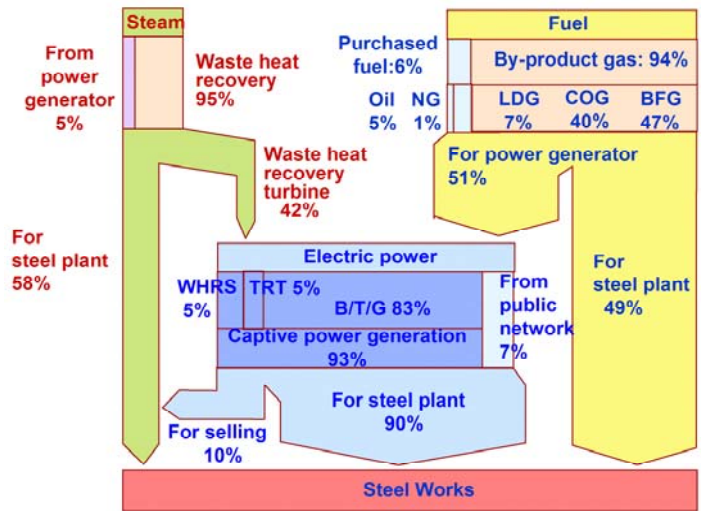 Steam
From
power
generator
5%
Waste heat
recovery
95%
Waste heat
recovery
turbine
42%
For
steel plant
58%
Fuel
Purchased
fuel:6%
By-product gas: 94%
Oil NG
5% 1%
LDG COG BFG
7% 40% 47%
For power generator
51%
For
steel plant
49%
Electric power
WHRS
5%
TRT 5%
B/T/G 83%
Captive power generation
93%
From
public
network
7%
For selling
10%
For steel plant
90%
Steel Works